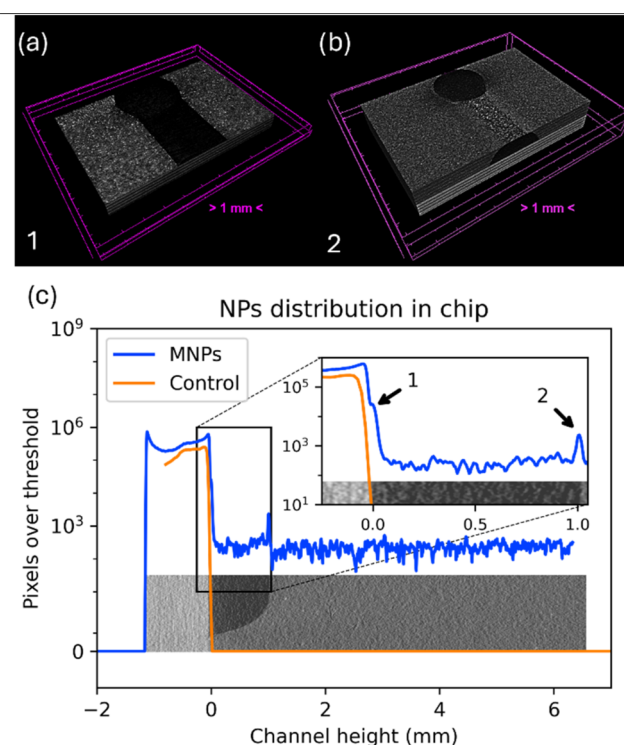 (a)
(b)
> 1 mm <
> 1 mm <
1
2
(c)
NPs distribution in chip
MNPs
Control
Pixels over threshold
10⁹
10⁶
10³
0
10⁵
10³
10¹
1
2
0.0
0.5
1.0
−2
0
2
4
6
Channel height (mm)